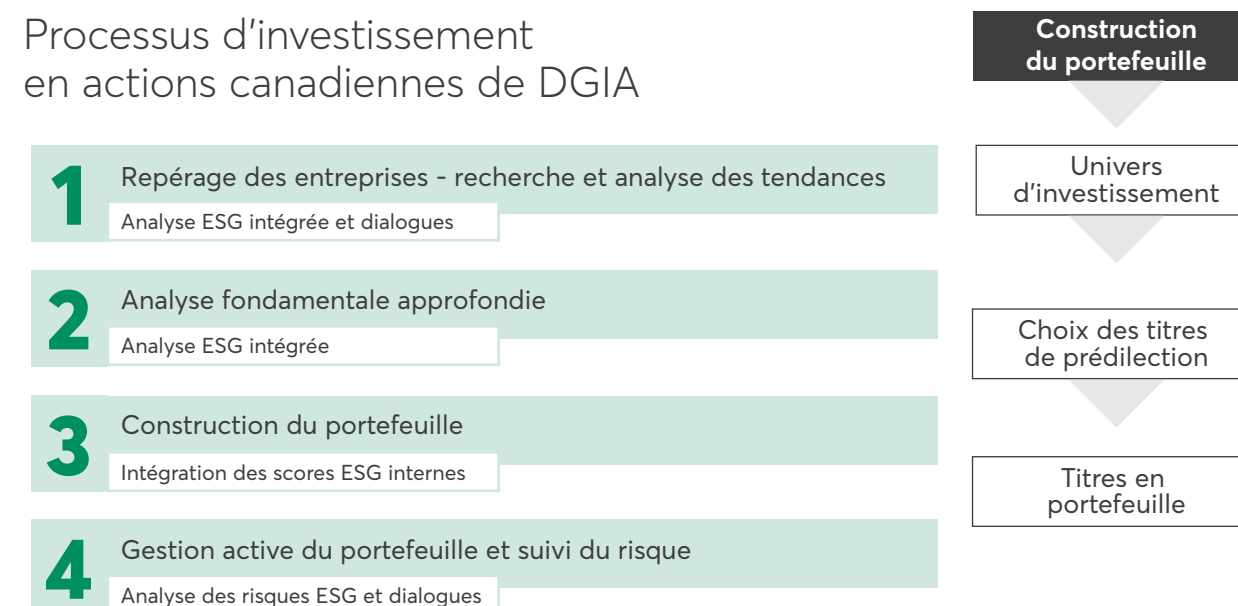 Processus d'investissement
en actions canadiennes de DGIA
1
Repérage des entreprises - recherche et analyse des tendances
Analyse ESG intégrée et dialogues
2
Analyse fondamentale approfondie
Analyse ESG intégrée
3
Construction du portefeuille
Intégration des scores ESG internes
4
Gestion active du portefeuille et suivi du risque
Analyse des risques ESG et dialogues
Construction
du portefeuille
Univers
d'investissement
Choix des titres
de prédilection
Titres en
portefeuille